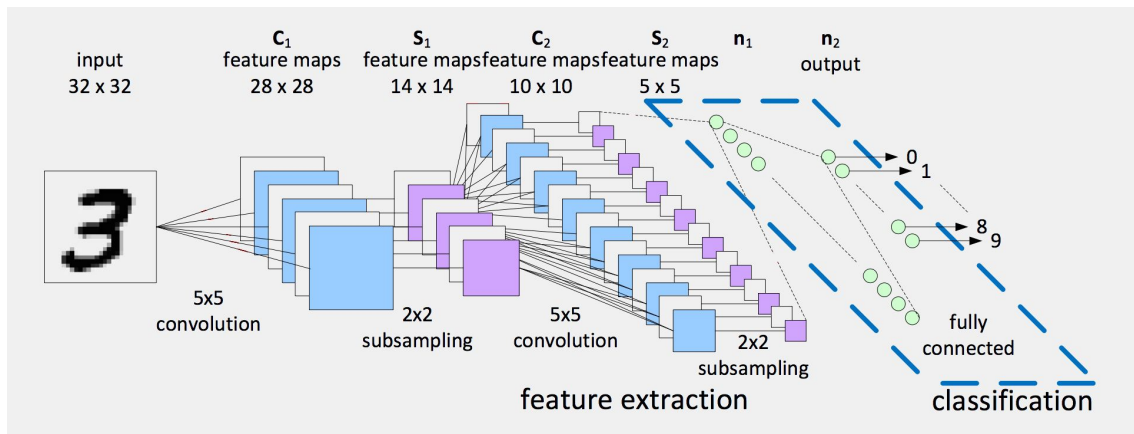 C₁
S₁
C₂
S₂
n₁
n₂
input
feature maps
feature maps
feature maps
feature maps
output
32 x 32
28 x 28
14 x 14
10 x 10
5 x 5
0
1
8
9
5x5
convolution
2x2
subsampling
5x5
convolution
2x2
subsampling
fully
connected
feature extraction
classification